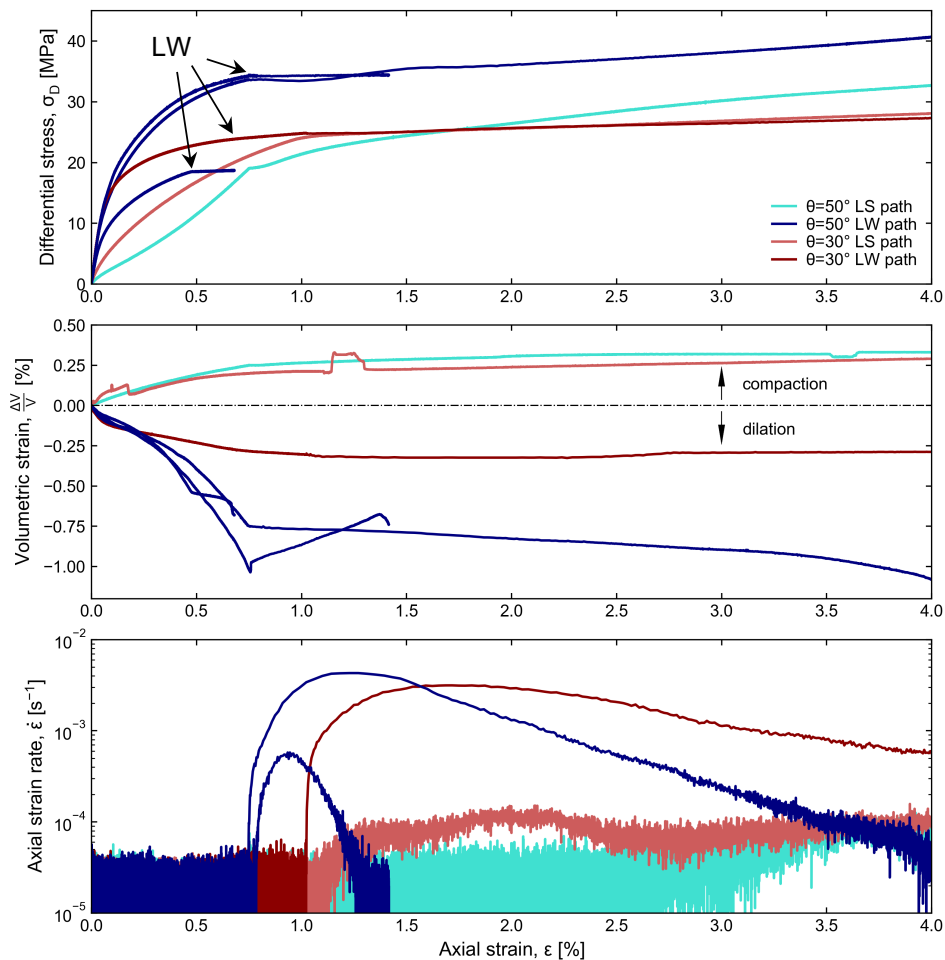 Differential stress, σD [MPa]
40
30
20
10
0
LW
θ=50° LS path
θ=50° LW path
θ=30° LS path
θ=30° LW path
0.0 0.5 1.0 1.5 2.0 2.5 3.0 3.5 4.0
Volumetric strain, ΔV/V [%]
0.50
0.25
0.00
−0.25
−0.50
−0.75
−1.00
compaction
dilation
0.0 0.5 1.0 1.5 2.0 2.5 3.0 3.5 4.0
Axial strain rate, ε̇ [s⁻¹]
10⁻²
10⁻³
10⁻⁴
10⁻⁵
0.0 0.5 1.0 1.5 2.0 2.5 3.0 3.5 4.0
Axial strain, ε [%]